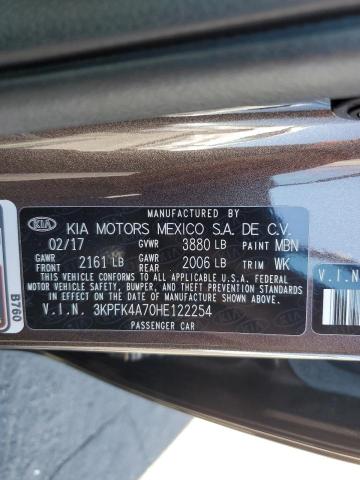 MANUFACTURED BY
KIA KIA MOTORS MEXICO S.A. DE C.V.
02/17 GVWR 3880 LB PAINT MBN
GAWR FRONT 2161 LB GAWR REAR 2006 LB TRIM WK
THIS VEHICLE CONFORMS TO ALL APPLICABLE U.S.A. FEDERAL
MOTOR VEHICLE SAFETY, BUMPER, AND THEFT PREVENTION
STANDARDS IN EFFECT ON THE DATE OF MANUFACTURE SHOWN ABOVE.
V.I.N. 3KPFK4A70HE122254
PASSENGER CAR
B760
V.I.N.